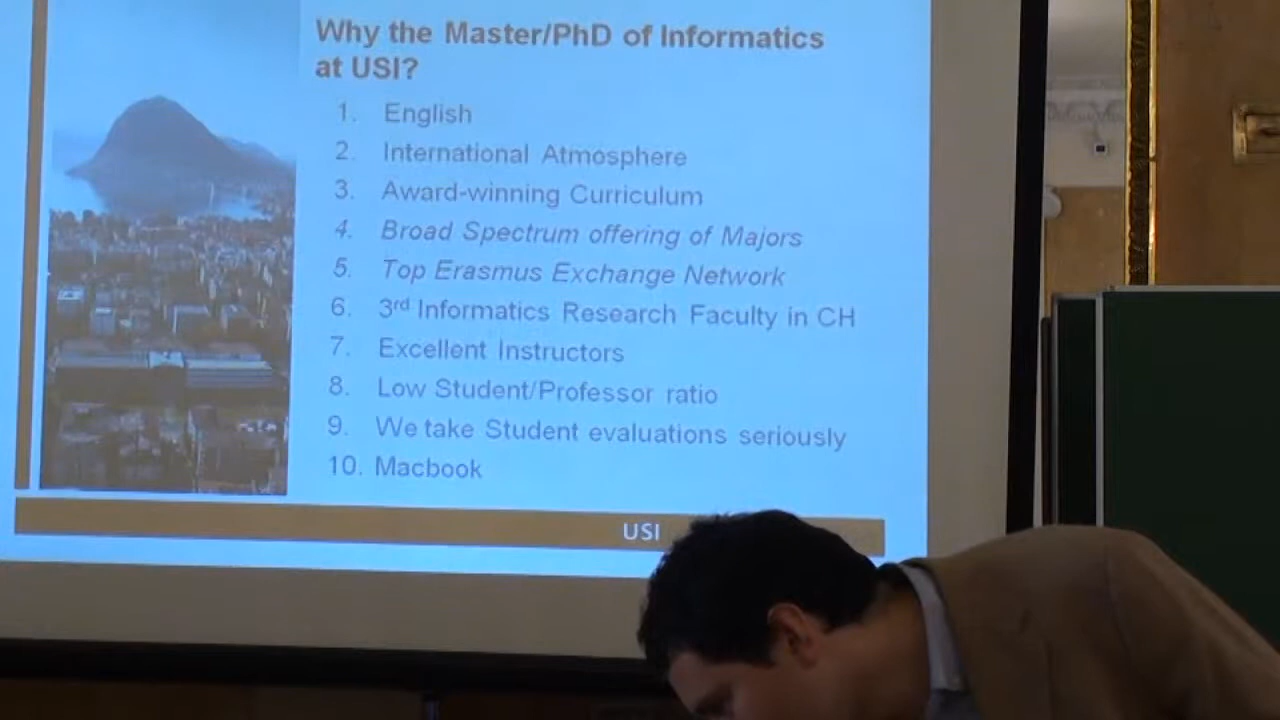 Why the Master/PhD of Informatics
at USI?
1. English
2. International Atmosphere
3. Award-winning Curriculum
4. Broad Spectrum offering of Majors
5. Top Erasmus Exchange Network
6. 3rd Informatics Research Faculty in CH
7. Excellent Instructors
8. Low Student/Professor ratio
9. We take Student evaluations seriously
10. Macbook
USI